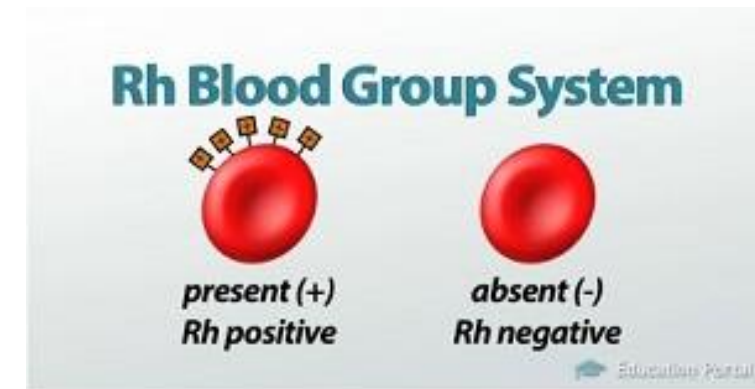 Rh Blood Group System
present (+)
Rh positive
absent (-)
Rh negative
Education Portal